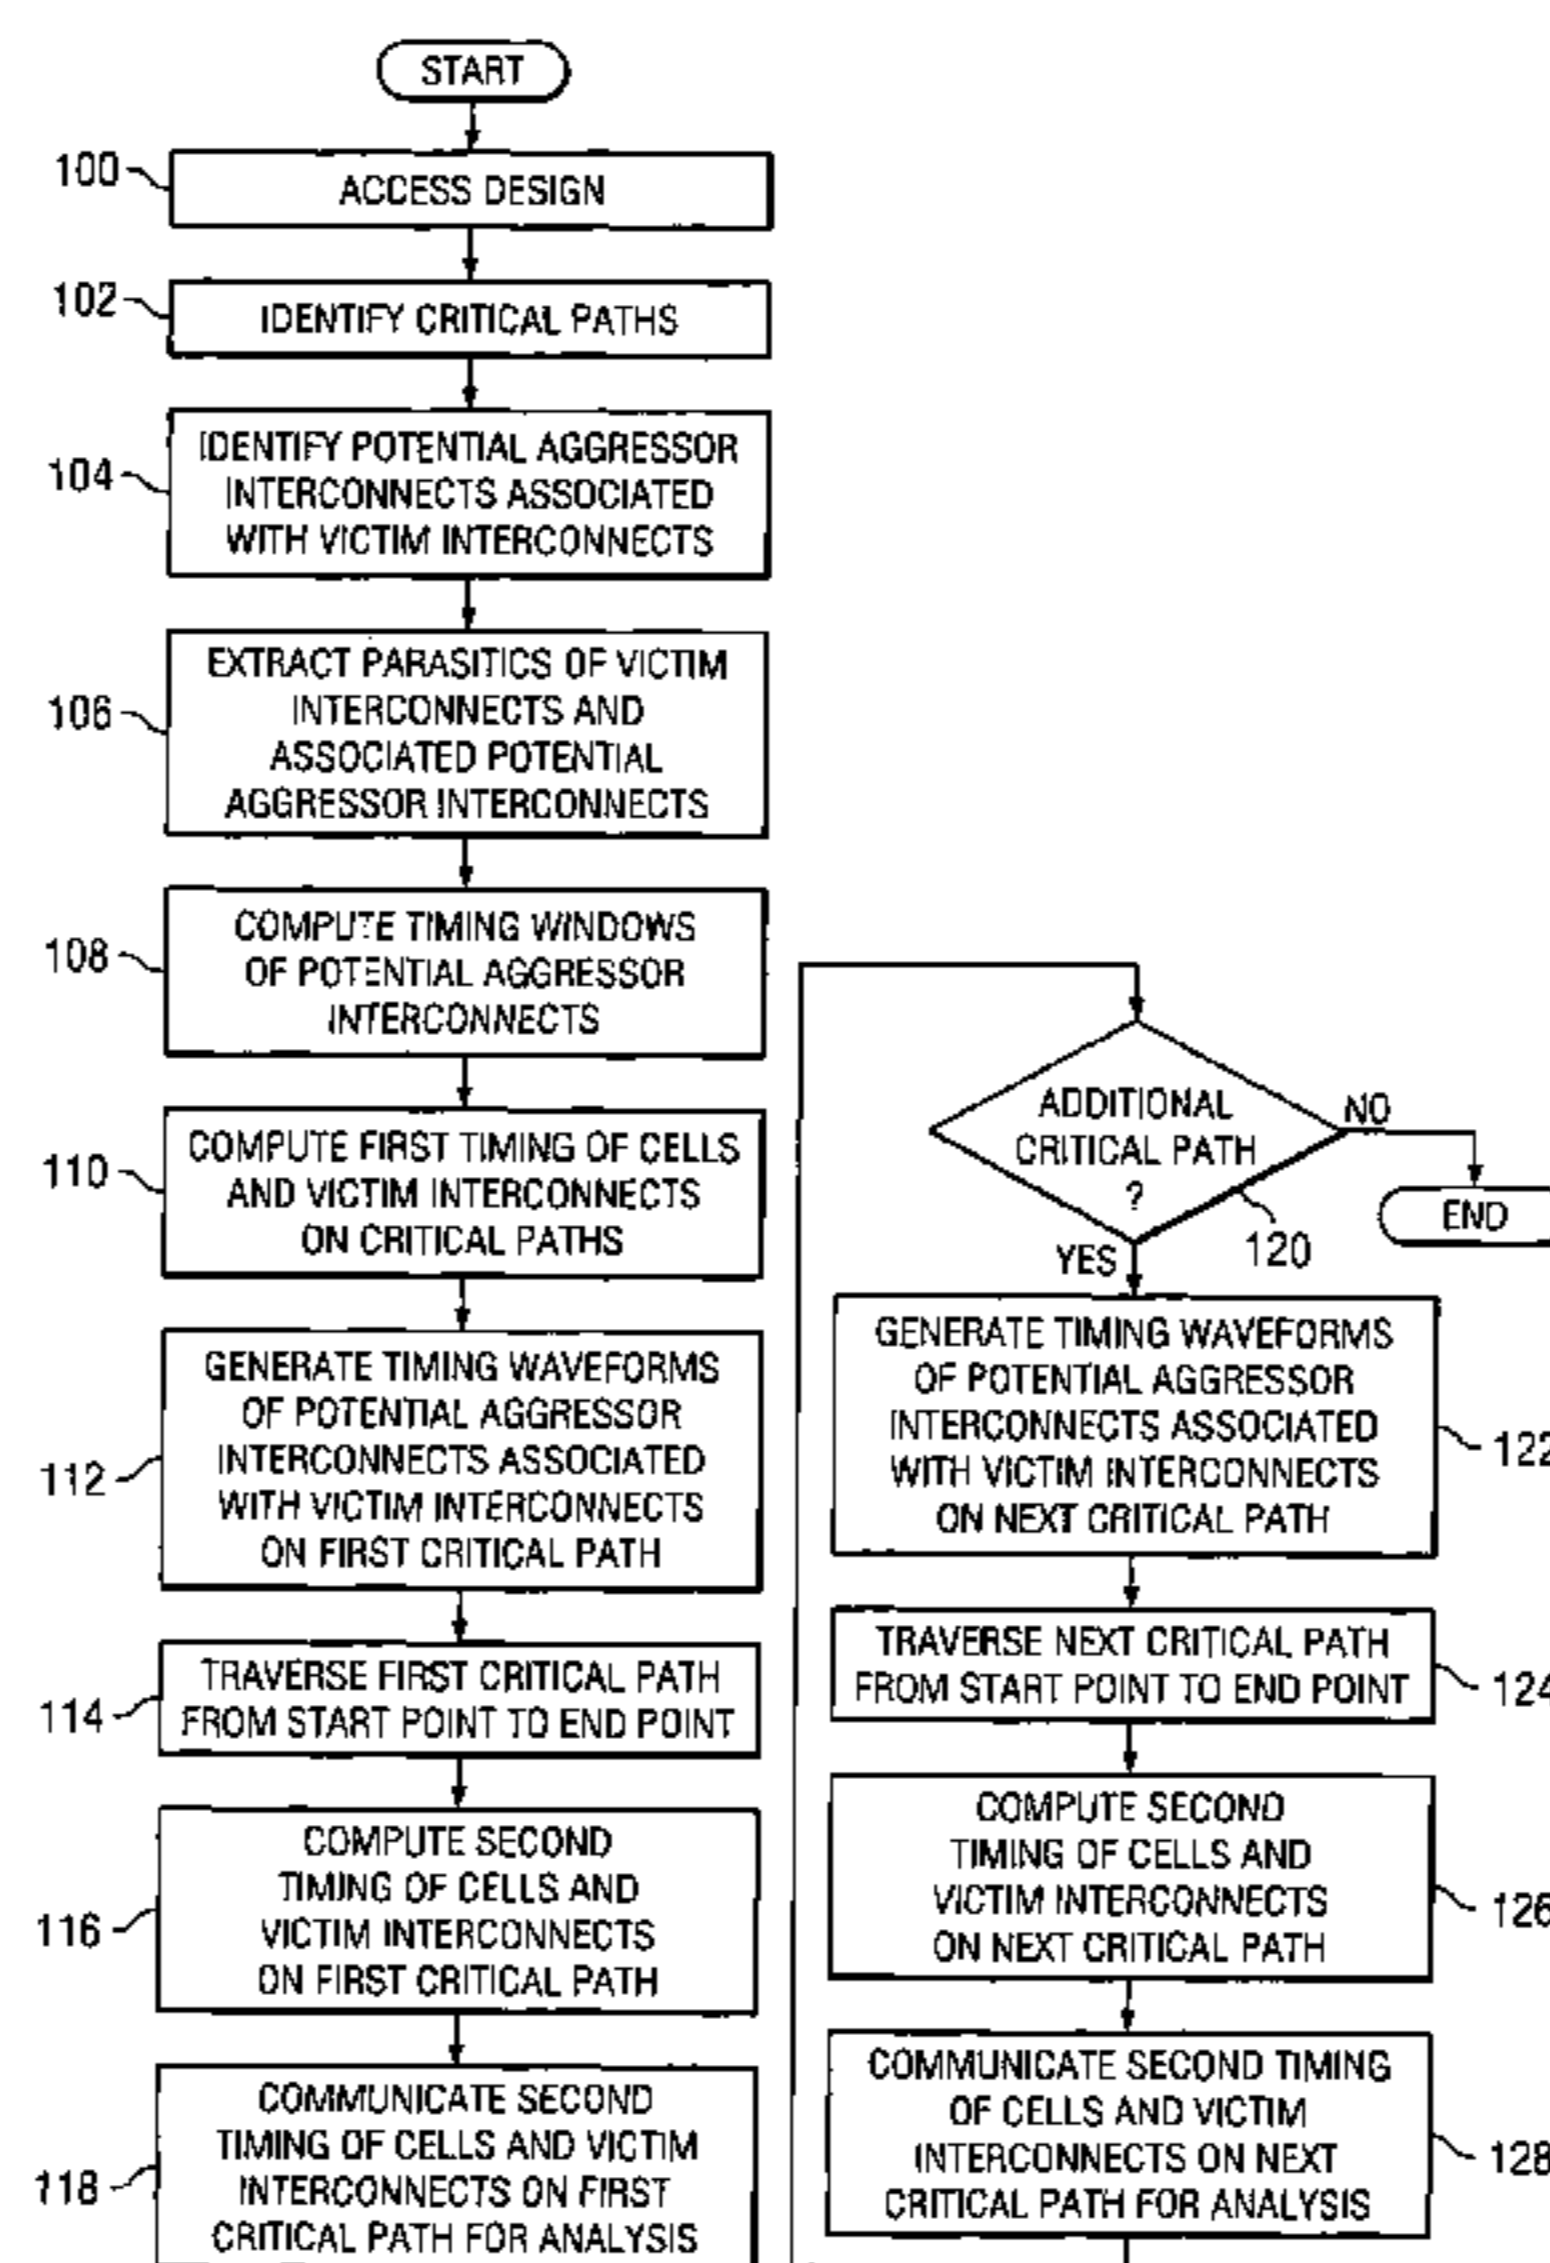 START
100
ACCESS DESIGN
102
IDENTIFY CRITICAL PATHS
104
IDENTIFY POTENTIAL AGGRESSOR
INTERCONNECTS ASSOCIATED
WITH VICTIM INTERCONNECTS
106
EXTRACT PARASITICS OF VICTIM
INTERCONNECTS AND
ASSOCIATED POTENTIAL
AGGRESSOR INTERCONNECTS
108
COMPUTE TIMING WINDOWS
OF POTENTIAL AGGRESSOR
INTERCONNECTS
110
COMPUTE FIRST TIMING OF CELLS
AND VICTIM INTERCONNECTS
ON CRITICAL PATHS
112
GENERATE TIMING WAVEFORMS
OF POTENTIAL AGGRESSOR
INTERCONNECTS ASSOCIATED
WITH VICTIM INTERCONNECTS
ON FIRST CRITICAL PATH
114
TRAVERSE FIRST CRITICAL PATH
FROM START POINT TO END POINT
116
COMPUTE SECOND
TIMING OF CELLS AND
VICTIM INTERCONNECTS
ON FIRST CRITICAL PATH
118
COMMUNICATE SECOND
TIMING OF CELLS AND VICTIM
INTERCONNECTS ON FIRST
CRITICAL PATH FOR ANALYSIS
ADDITIONAL
CRITICAL PATH
?
NO
END
120
YES
GENERATE TIMING WAVEFORMS
OF POTENTIAL AGGRESSOR
INTERCONNECTS ASSOCIATED
WITH VICTIM INTERCONNECTS
ON NEXT CRITICAL PATH
122
TRAVERSE NEXT CRITICAL PATH
FROM START POINT TO END POINT
124
COMPUTE SECOND
TIMING OF CELLS AND
VICTIM INTERCONNECTS
ON NEXT CRITICAL PATH
126
COMMUNICATE SECOND TIMING
OF CELLS AND VICTIM
INTERCONNECTS ON NEXT
CRITICAL PATH FOR ANALYSIS
128